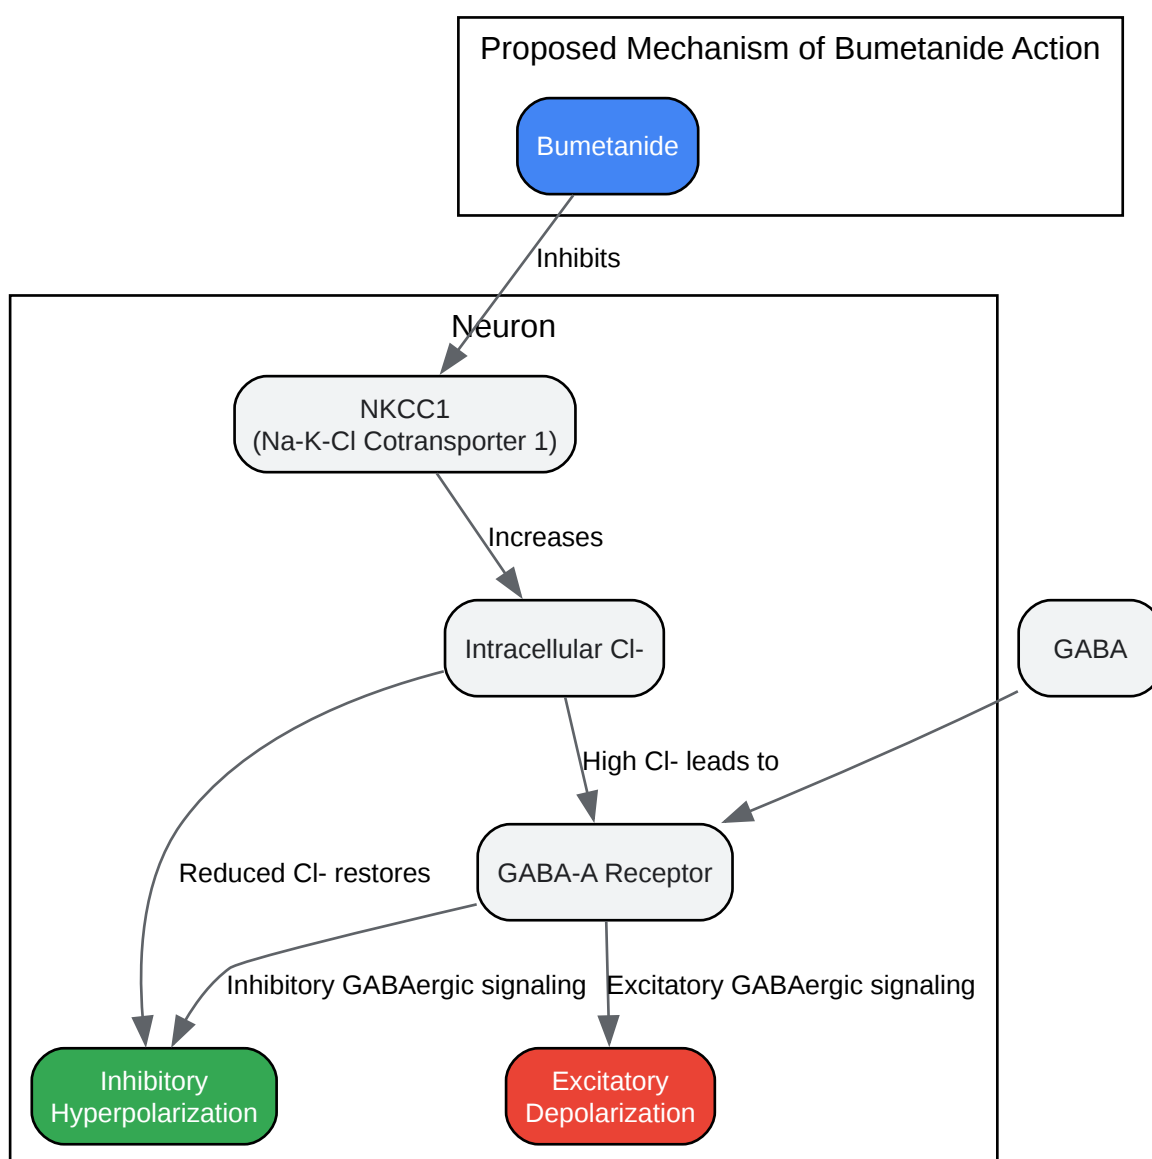 Proposed Mechanism of Bumetanide Action
Bumetanide
Inhibits
Neuron
NKCC1
(Na-K-Cl Cotransporter 1)
Increases
Intracellular Cl-
GABA
High Cl- leads to
Reduced Cl- restores
GABA-A Receptor
Inhibitory GABAergic signaling
Excitatory GABAergic signaling
Inhibitory
Hyperpolarization
Excitatory
Depolarization